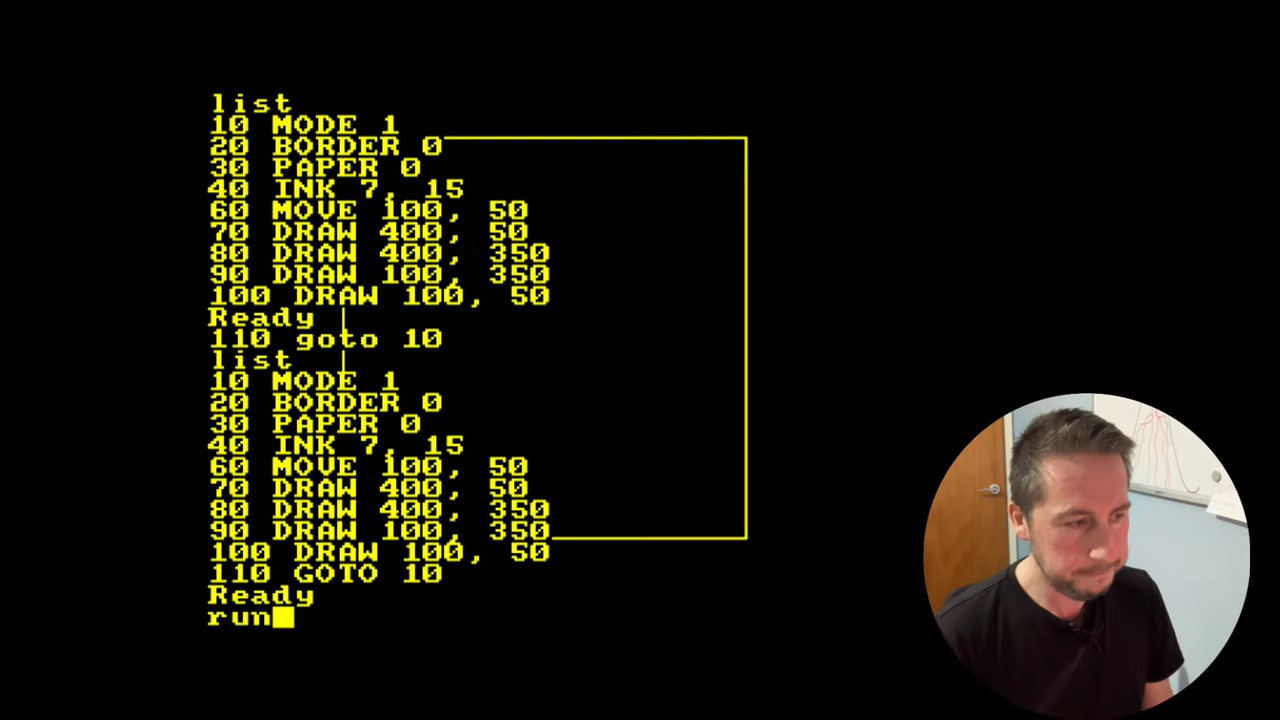 list
10 MODE 1
20 BORDER 0
30 PAPER 0
40 INK 7, 15
60 MOVE 100, 50
70 DRAW 400, 50
80 DRAW 400, 350
90 DRAW 100, 350
100 DRAW 100, 50
Ready
110 goto 10
list
10 MODE 1
20 BORDER 0
30 PAPER 0
40 INK 7, 15
60 MOVE 100, 50
70 DRAW 400, 50
80 DRAW 400, 350
90 DRAW 100, 350
100 DRAW 100, 50
110 GOTO 10
Ready
run